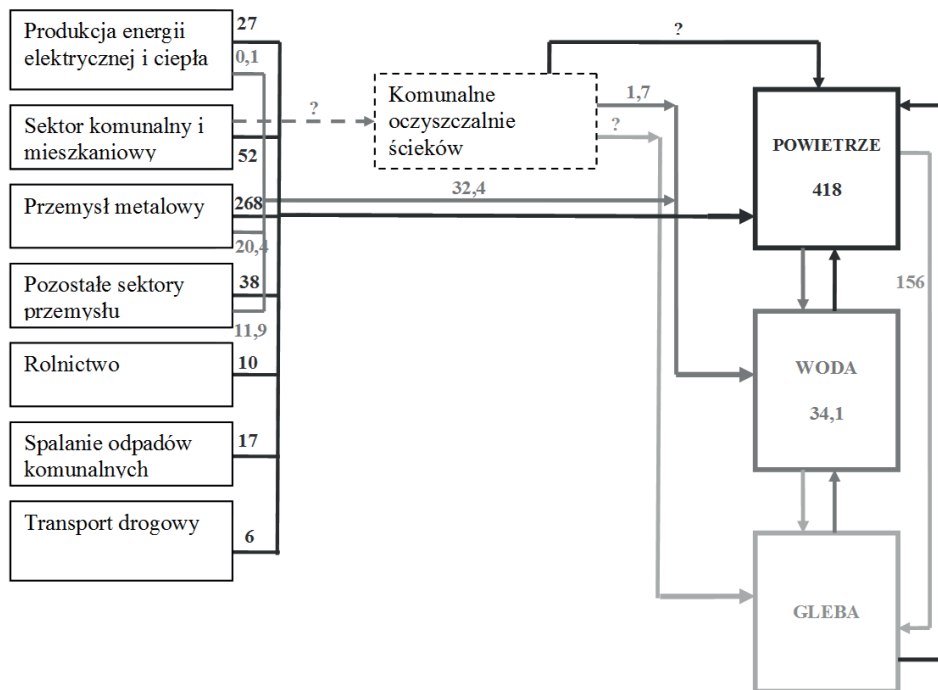 Produkcja energii
elektrycznej i ciepła
27
0,1
Sektor komunalny i
mieszkaniowy
?
52
Przemysł metalowy
268
20,4
Pozostałe sektory
przemysłu
38
11,9
Rolnictwo
10
Spalanie odpadów
komunalnych
17
Transport drogowy
6
Komunalne
oczyszczalnie
ścieków
?
1,7
?
32,4
POWIETRZE
418
156
WODA
34,1
GLEBA